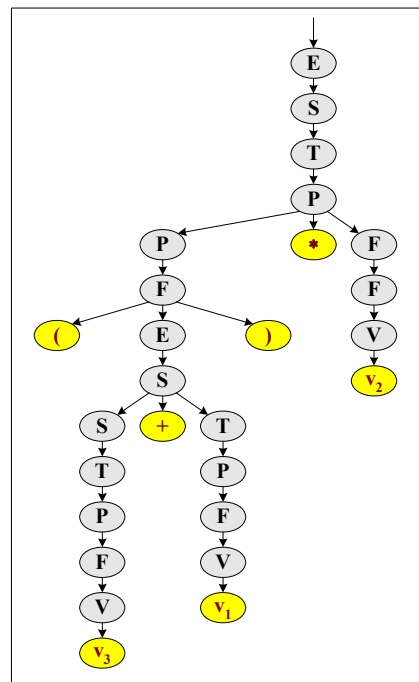 E
S
T
P
P * F
F F
( E ) V
S v₂
S + T
T P
P F
F V
V v₁
v₃